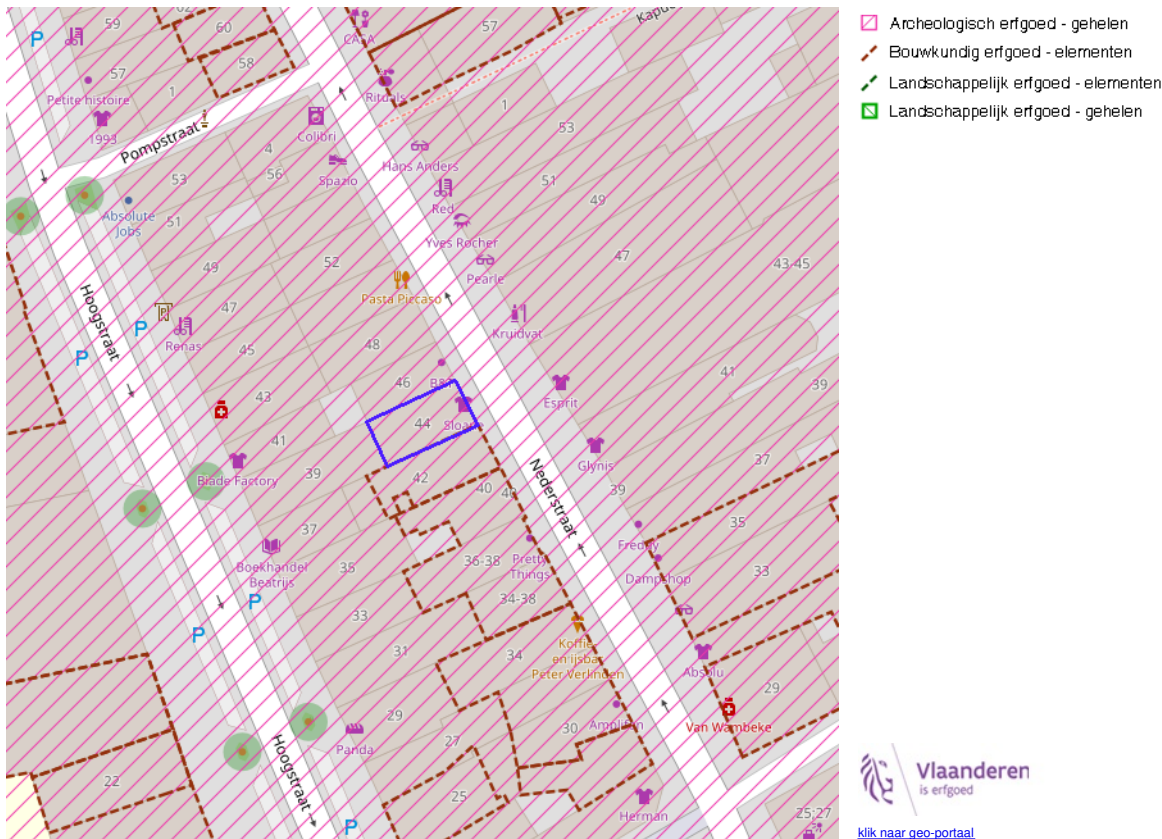 59
62
60
58
57
1
Petite histoire
1993
Pompstraat
53
51
Absolute
Jobs
49
47
Renas
45
43
41
39
37
35
33
31
29
27
25
22
Hoogstraat
Hoogstraat
Blade Factory
Boekhandel
Beatrijs
Panda
P
P
P
P
P
P
CASA
57
Rituals
1
Colibri
4
56
Spazio
Hans Anders
53
Red
51
49
Yves Rocher
Pearle
47
43-45
52
Pasta Piccaso
Kruidvat
48
46
41
39
Esprit
44
42
Glynis
37
40
Nederstraat
39
35
Freddy
33
Dampshop
36-38
Pretty
Things
34-38
Koffie-
en ijsbar
Peter Verlinden
34
Absolu
29
30
Amplifon
Van Wambeke
Herman
25;27
Archeologisch erfgoed - gehelen
Bouwkundig erfgoed - elementen
Landschappelijk erfgoed - elementen
Landschappelijk erfgoed - gehelen
Vlaanderen
is erfgoed
klik naar geo-portaal